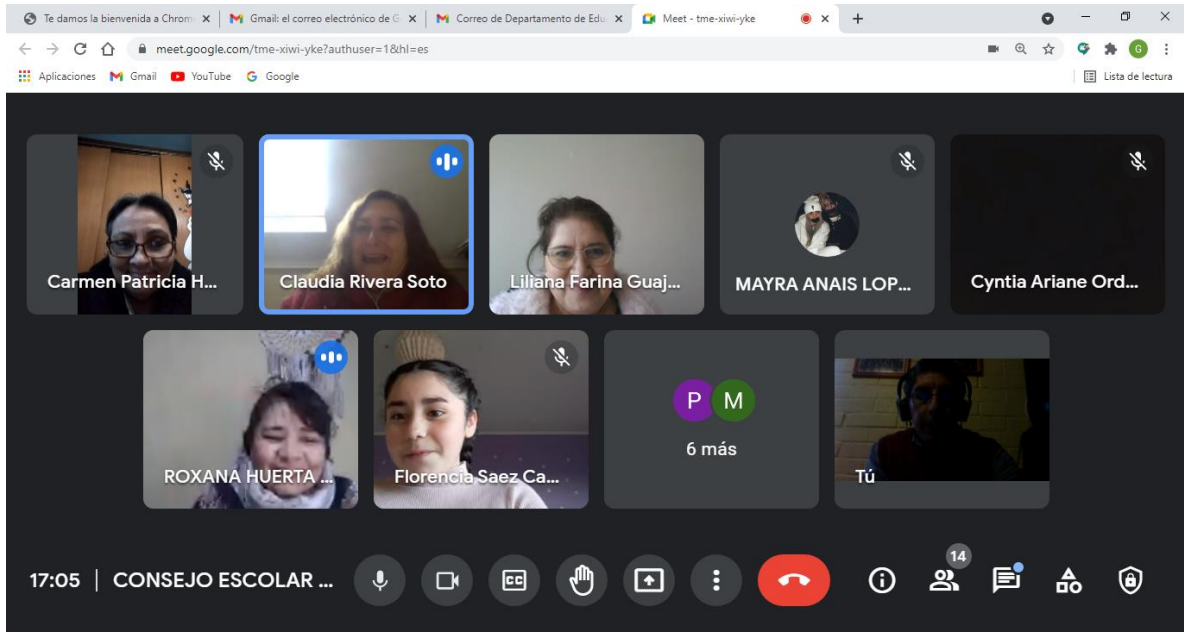 Te damos la bienvenida a Chrom
Gmail: el correo electrónico de G
Correo de Departamento de Edu
Meet - tme-xiwi-yke
meet.google.com/tme-xiwi-yke?authuser=1&hl=es
G
Aplicaciones
Gmail
YouTube
Google
Lista de lectura
Carmen Patricia H...
Claudia Rivera Soto
Liliana Farina Guaj...
MAYRA ANAIS LOP...
Cyntia Ariane Ord...
ROXANA HUERTA ...
Florencia Saez Ca...
P M
6 más
Tú
17:05 | CONSEJO ESCOLAR ...
CC
14